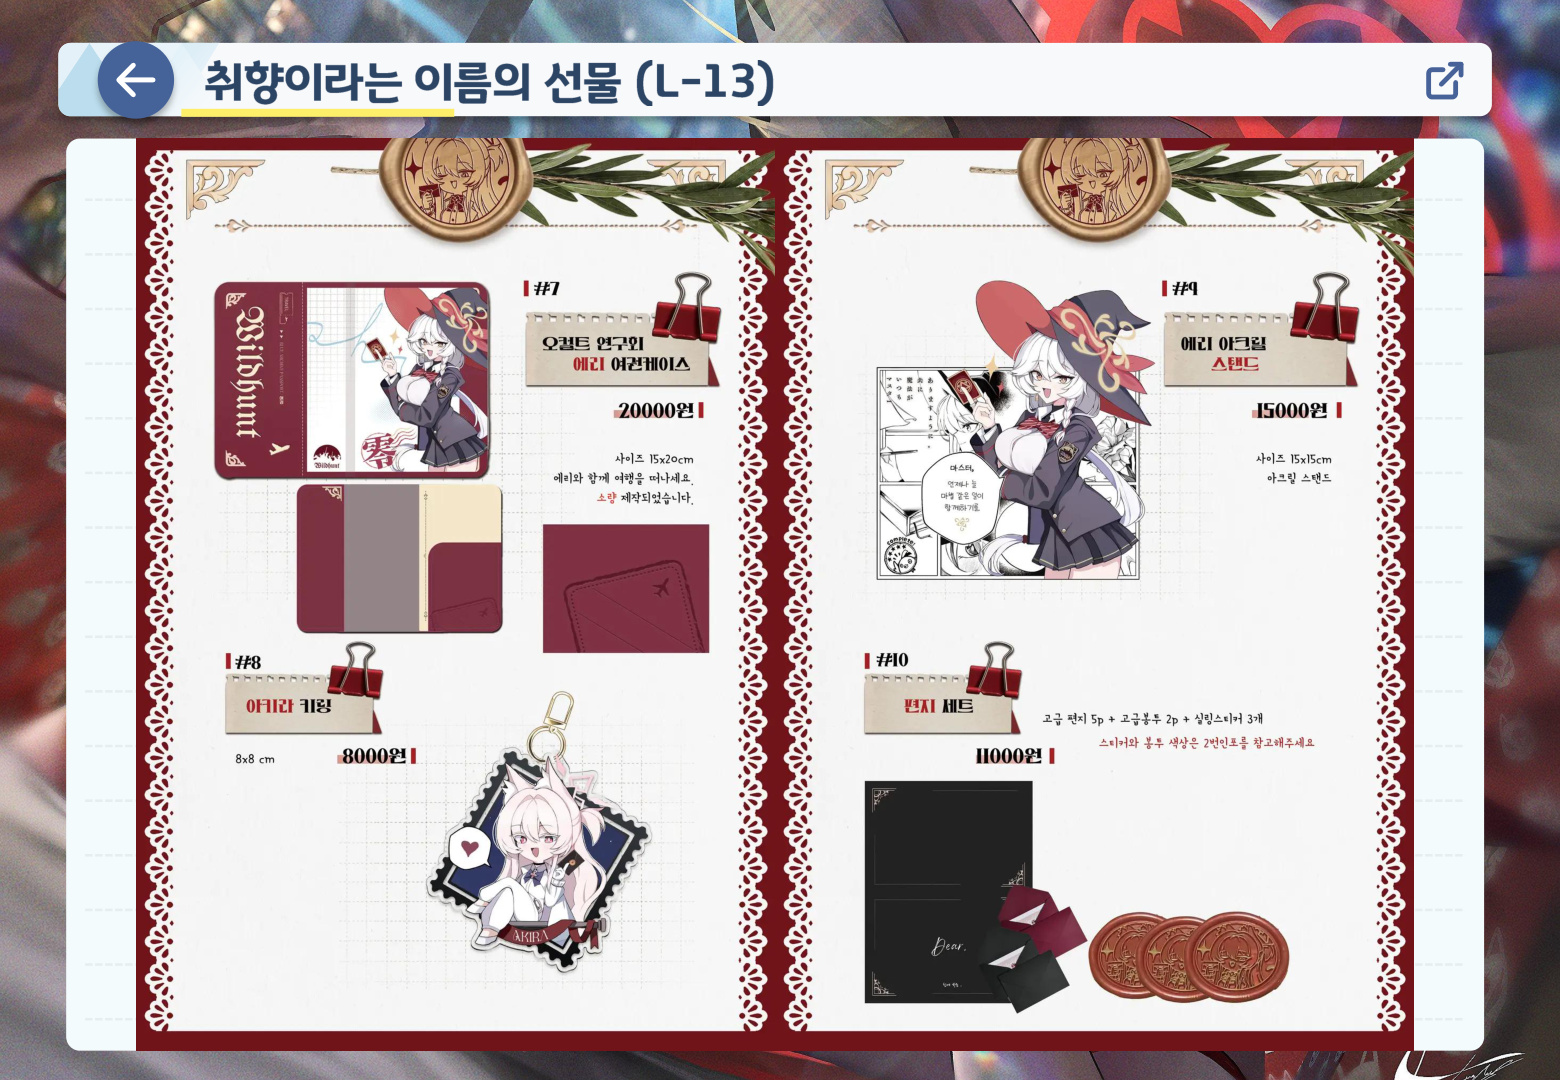 취향이라는 이름의 선물 (L-13)
#7
오컬트 연구회
에리 여권케이스
20000원
사이즈 15x20cm
에리와 함께 여행을 떠나세요.
소량 제작되었습니다.
Wildhunt
Wildhunt
零
#8
아키라 키링
8x8 cm
8000원
AKIRA
#9
에리 아크릴
스탠드
15000원
사이즈 15x15cm
아크릴 스탠드
마스터,
언제나 늘
마법 같은 일이
함께하기를.
complete!
#10
편지 세트
고급 편지 5p + 고급봉투 2p + 실링스티커 3개
스티커와 봉투 색상은 2번인포를 참고해주세요
11000원
Dear.